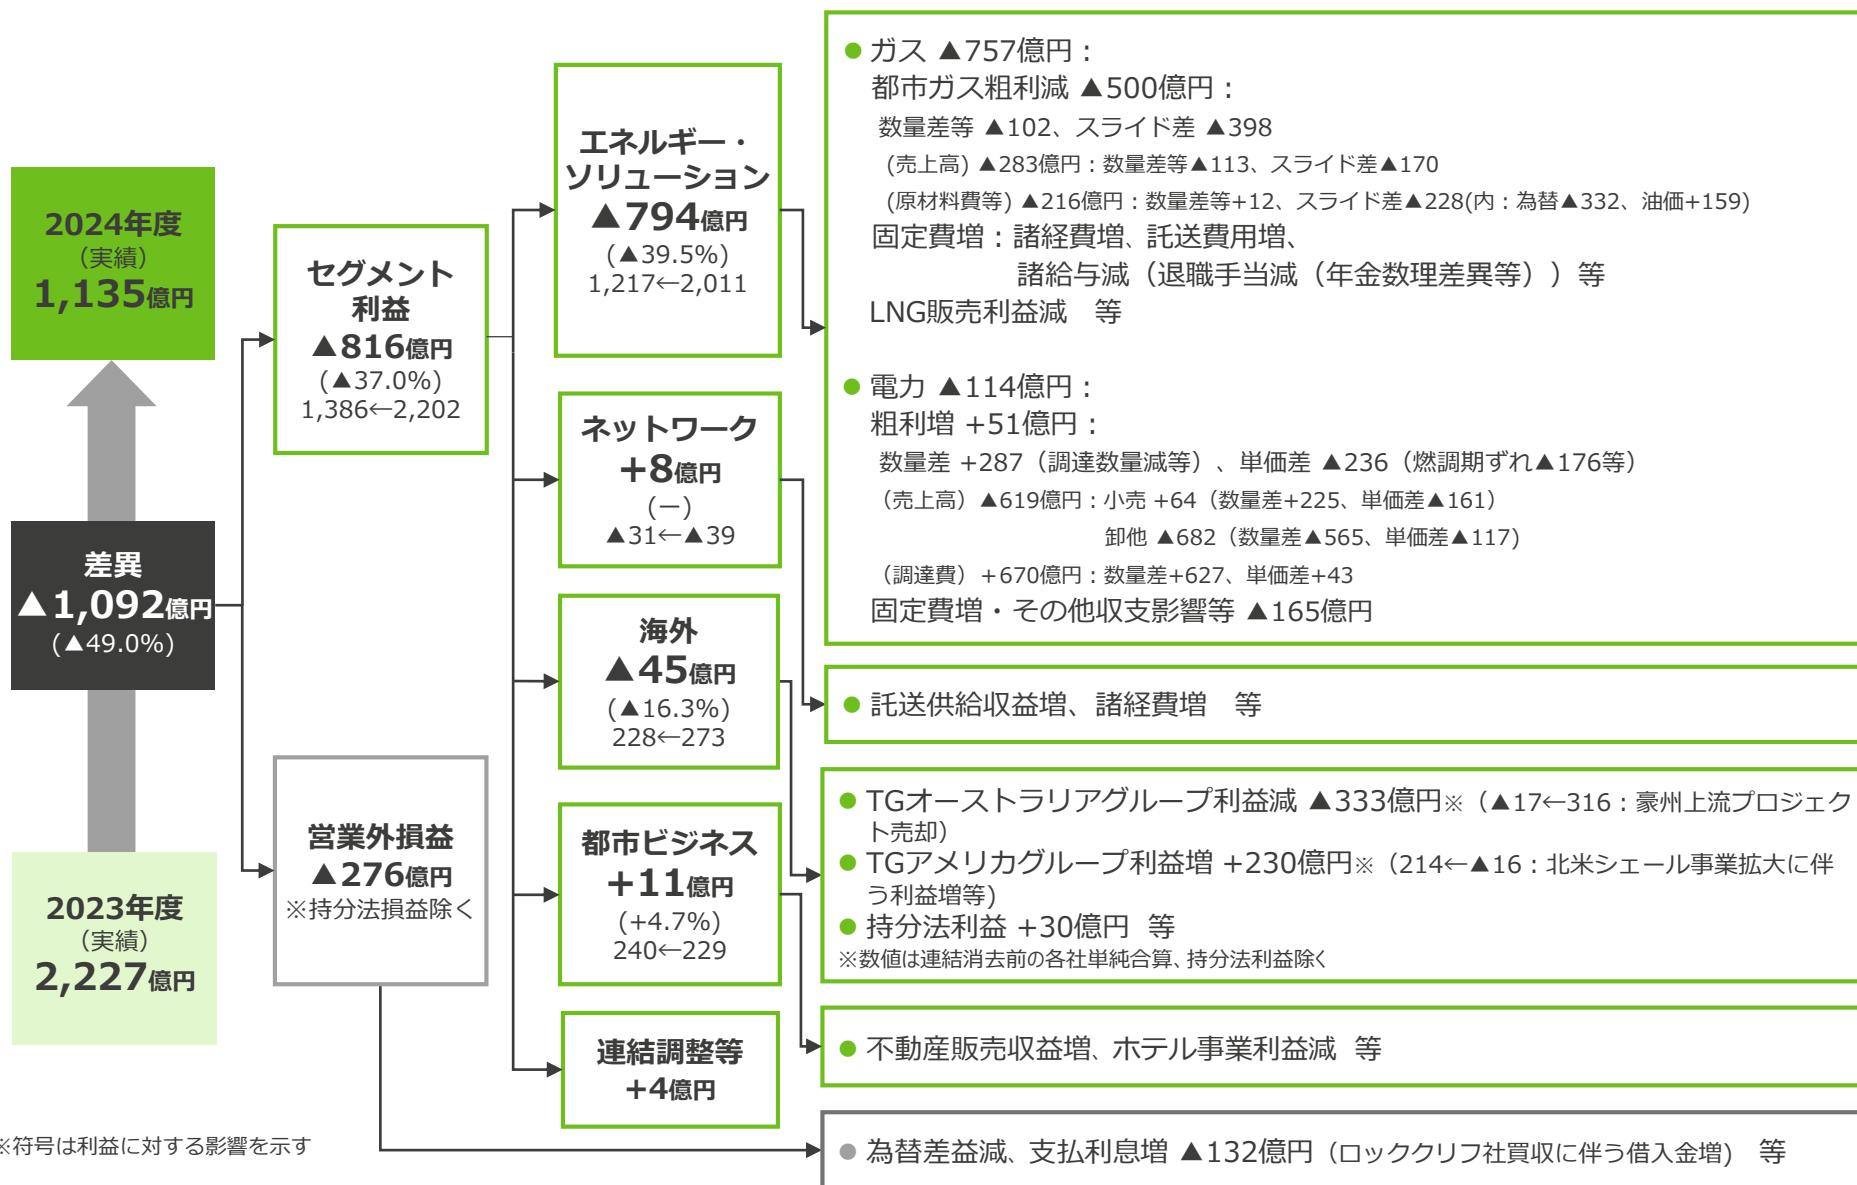 2024年度
（実績）
1,135億円
差異
▲1,092億円
(▲49.0%)
2023年度
（実績）
2,227億円
※符号は利益に対する影響を示す
セグメント
利益
▲816億円
(▲37.0%)
1,386←2,202
営業外損益
▲276億円
※持分法損益除く
エネルギー・
ソリューション
▲794億円
(▲39.5%)
1,217←2,011
ネットワーク
+8億円
(－)
▲31←▲39
海外
▲45億円
(▲16.3%)
228←273
都市ビジネス
+11億円
(+4.7%)
240←229
連結調整等
+4億円
● ガス ▲757億円：
都市ガス粗利減 ▲500億円：
数量差等 ▲102、スライド差 ▲398
(売上高) ▲283億円：数量差等▲113、スライド差▲170
(原材料費等) ▲216億円：数量差等+12、スライド差▲228(内：為替▲332、油価+159)
固定費増：諸経費増、託送費用増、
諸給与減（退職手当減（年金数理差異等））等
LNG販売利益減　等
● 電力 ▲114億円：
粗利増 +51億円：
数量差 +287（調達数量減等）、単価差 ▲236（燃調期ずれ▲176等）
（売上高）▲619億円：小売 +64（数量差+225、単価差▲161）
卸他 ▲682（数量差▲565、単価差▲117）
（調達費）+670億円：数量差+627、単価差+43
固定費増・その他収支影響等 ▲165億円
● 託送供給収益増、諸経費増　等
● TGオーストラリアグループ利益減 ▲333億円※（▲17←316：豪州上流プロジェク
ト売却）
● TGアメリカグループ利益増 +230億円※（214←▲16：北米シェール事業拡大に伴
う利益増等）
● 持分法利益 +30億円　等
※数値は連結消去前の各社単純合算、持分法利益除く
● 不動産販売収益増、ホテル事業利益減　等
● 為替差益減、支払利息増 ▲132億円（ロッククリフ社買収に伴う借入金増）　等